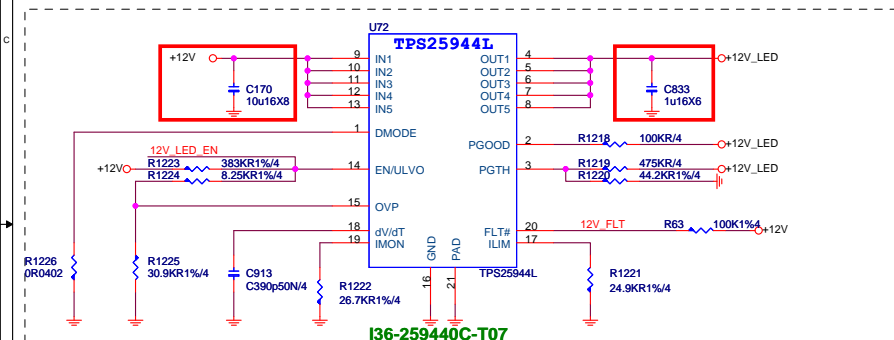 C
U72
TPS25944L
+12V
C170
10u16X8
9
10
11
12
13
IN1
IN2
IN3
IN4
IN5
4
5
6
7
8
OUT1
OUT2
OUT3
OUT4
OUT5
+12V_LED
C833
1u16X6
1
DMODE
2
PGOOD
R1218
100KR/4
+12V_LED
12V_LED_EN
+12V
R1223
383KR1%/4
R1224
8.25KR1%/4
14
EN/ULVO
3
PGTH
R1219
475KR/4
R1220
44.2KR1%/4
+12V_LED
15
OVP
18
dV/dT
19
IMON
20
FLT#
12V_FLT
R63
100K1%4
+12V
17
ILIM
GND
PAD
16
21
TPS25944L
R1226
0R0402
R1225
30.9KR1%/4
C913
C390p50N/4
R1222
26.7KR1%/4
R1221
24.9KR1%/4
I36-259440C-T07